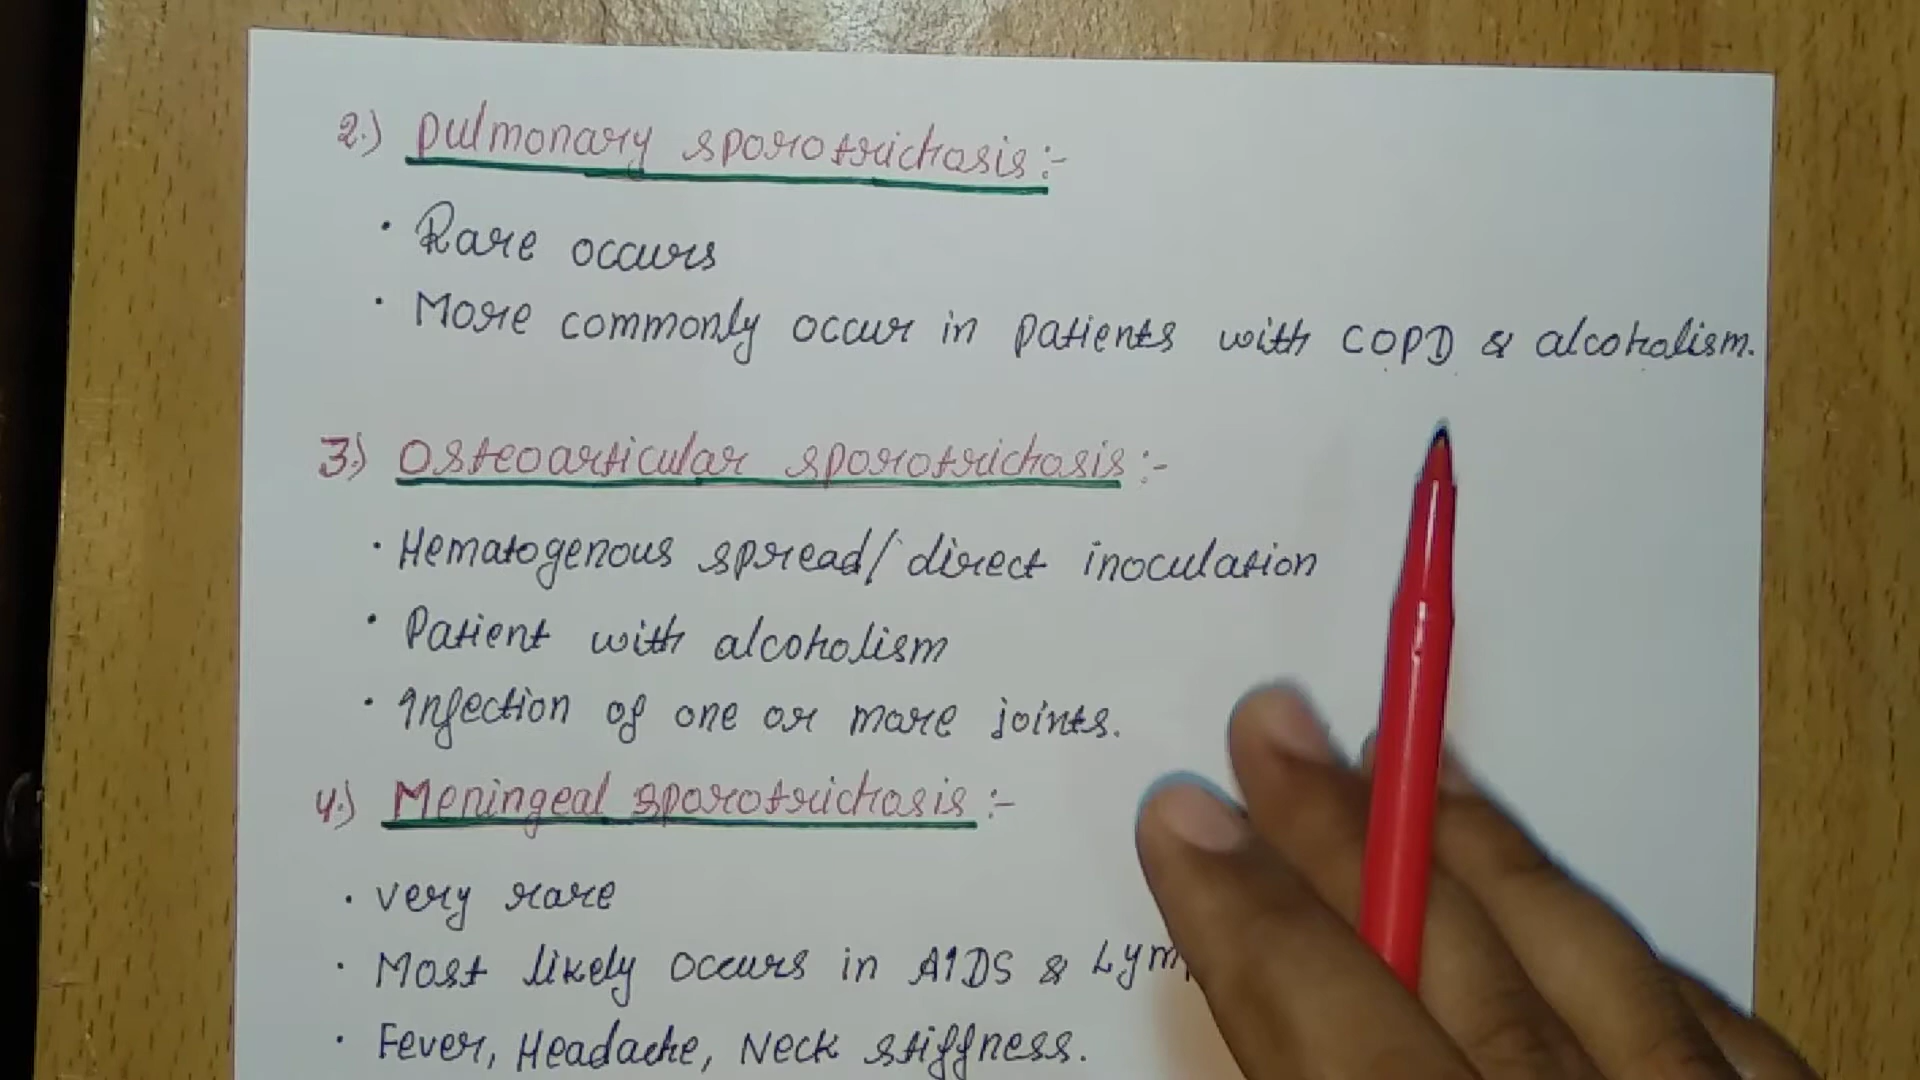 2.) Pulmonary sporotrichosis:-
· Rare occurs
· More commonly occur in patients with COPD & alcoholism.
3.) Osteoarticular sporotrichosis:-
· Hematogenous spread/direct inoculation
· Patient with alcoholism
· Infection of one or more joints.
4.) Meningeal sporotrichosis:-
· very rare
· Most likely occurs in AIDS &
· Fever, Headache, Neck stiffness.